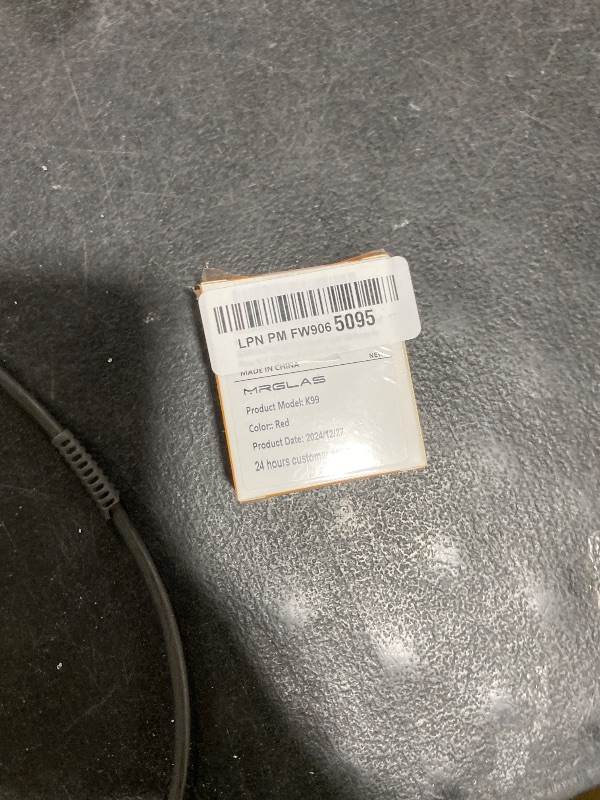 LPN PM FW906 5095
MADE IN CHINA
MRGLAS
Product Model: K99
Color:: Red
Product Date: 2024/12/27
24 hours